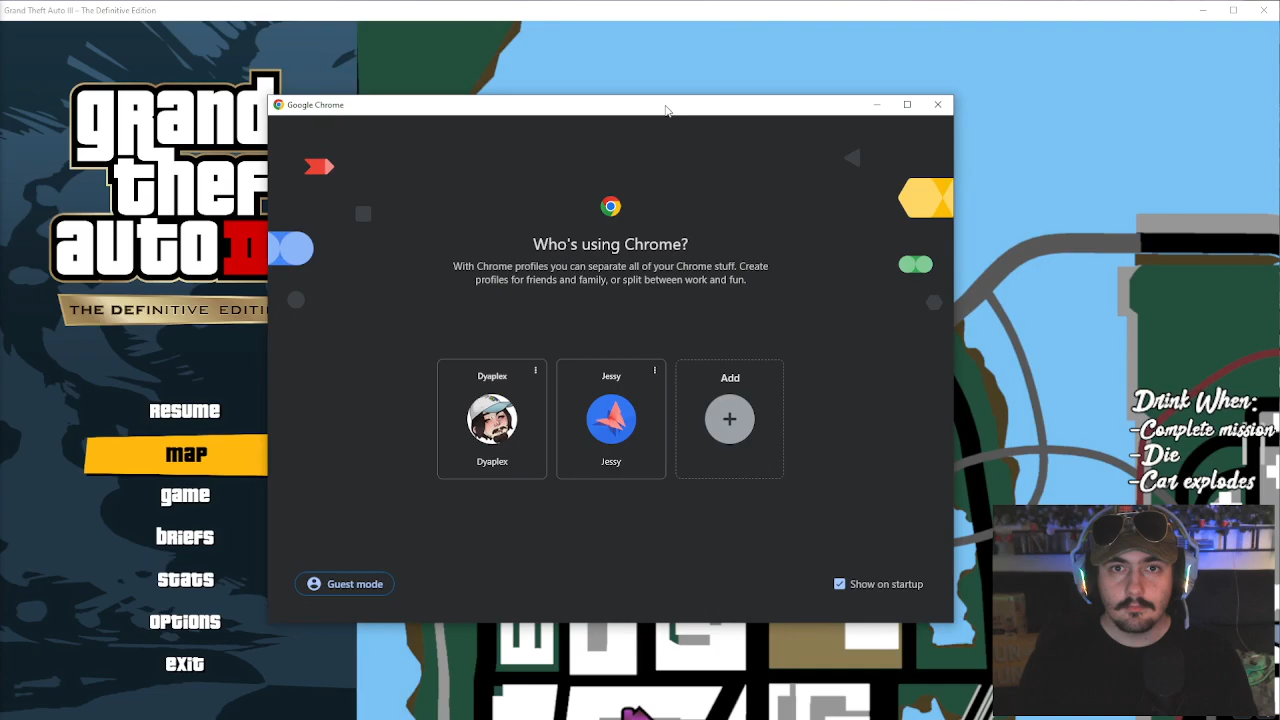 Grand Theft Auto III - The Definitive Edition
grand
theft
auto
THE DEFINITIVE EDITI
Resume
map
game
briefs
stats
options
exit
Google Chrome
Who's using Chrome?
With Chrome profiles you can separate all of your Chrome stuff. Create
profiles for friends and family, or split between work and fun.
Dyaplex
Dyaplex
Jessy
Jessy
Add
Guest mode
Show on startup
Drink When:
-Complete mission
-Die
-Car explodes